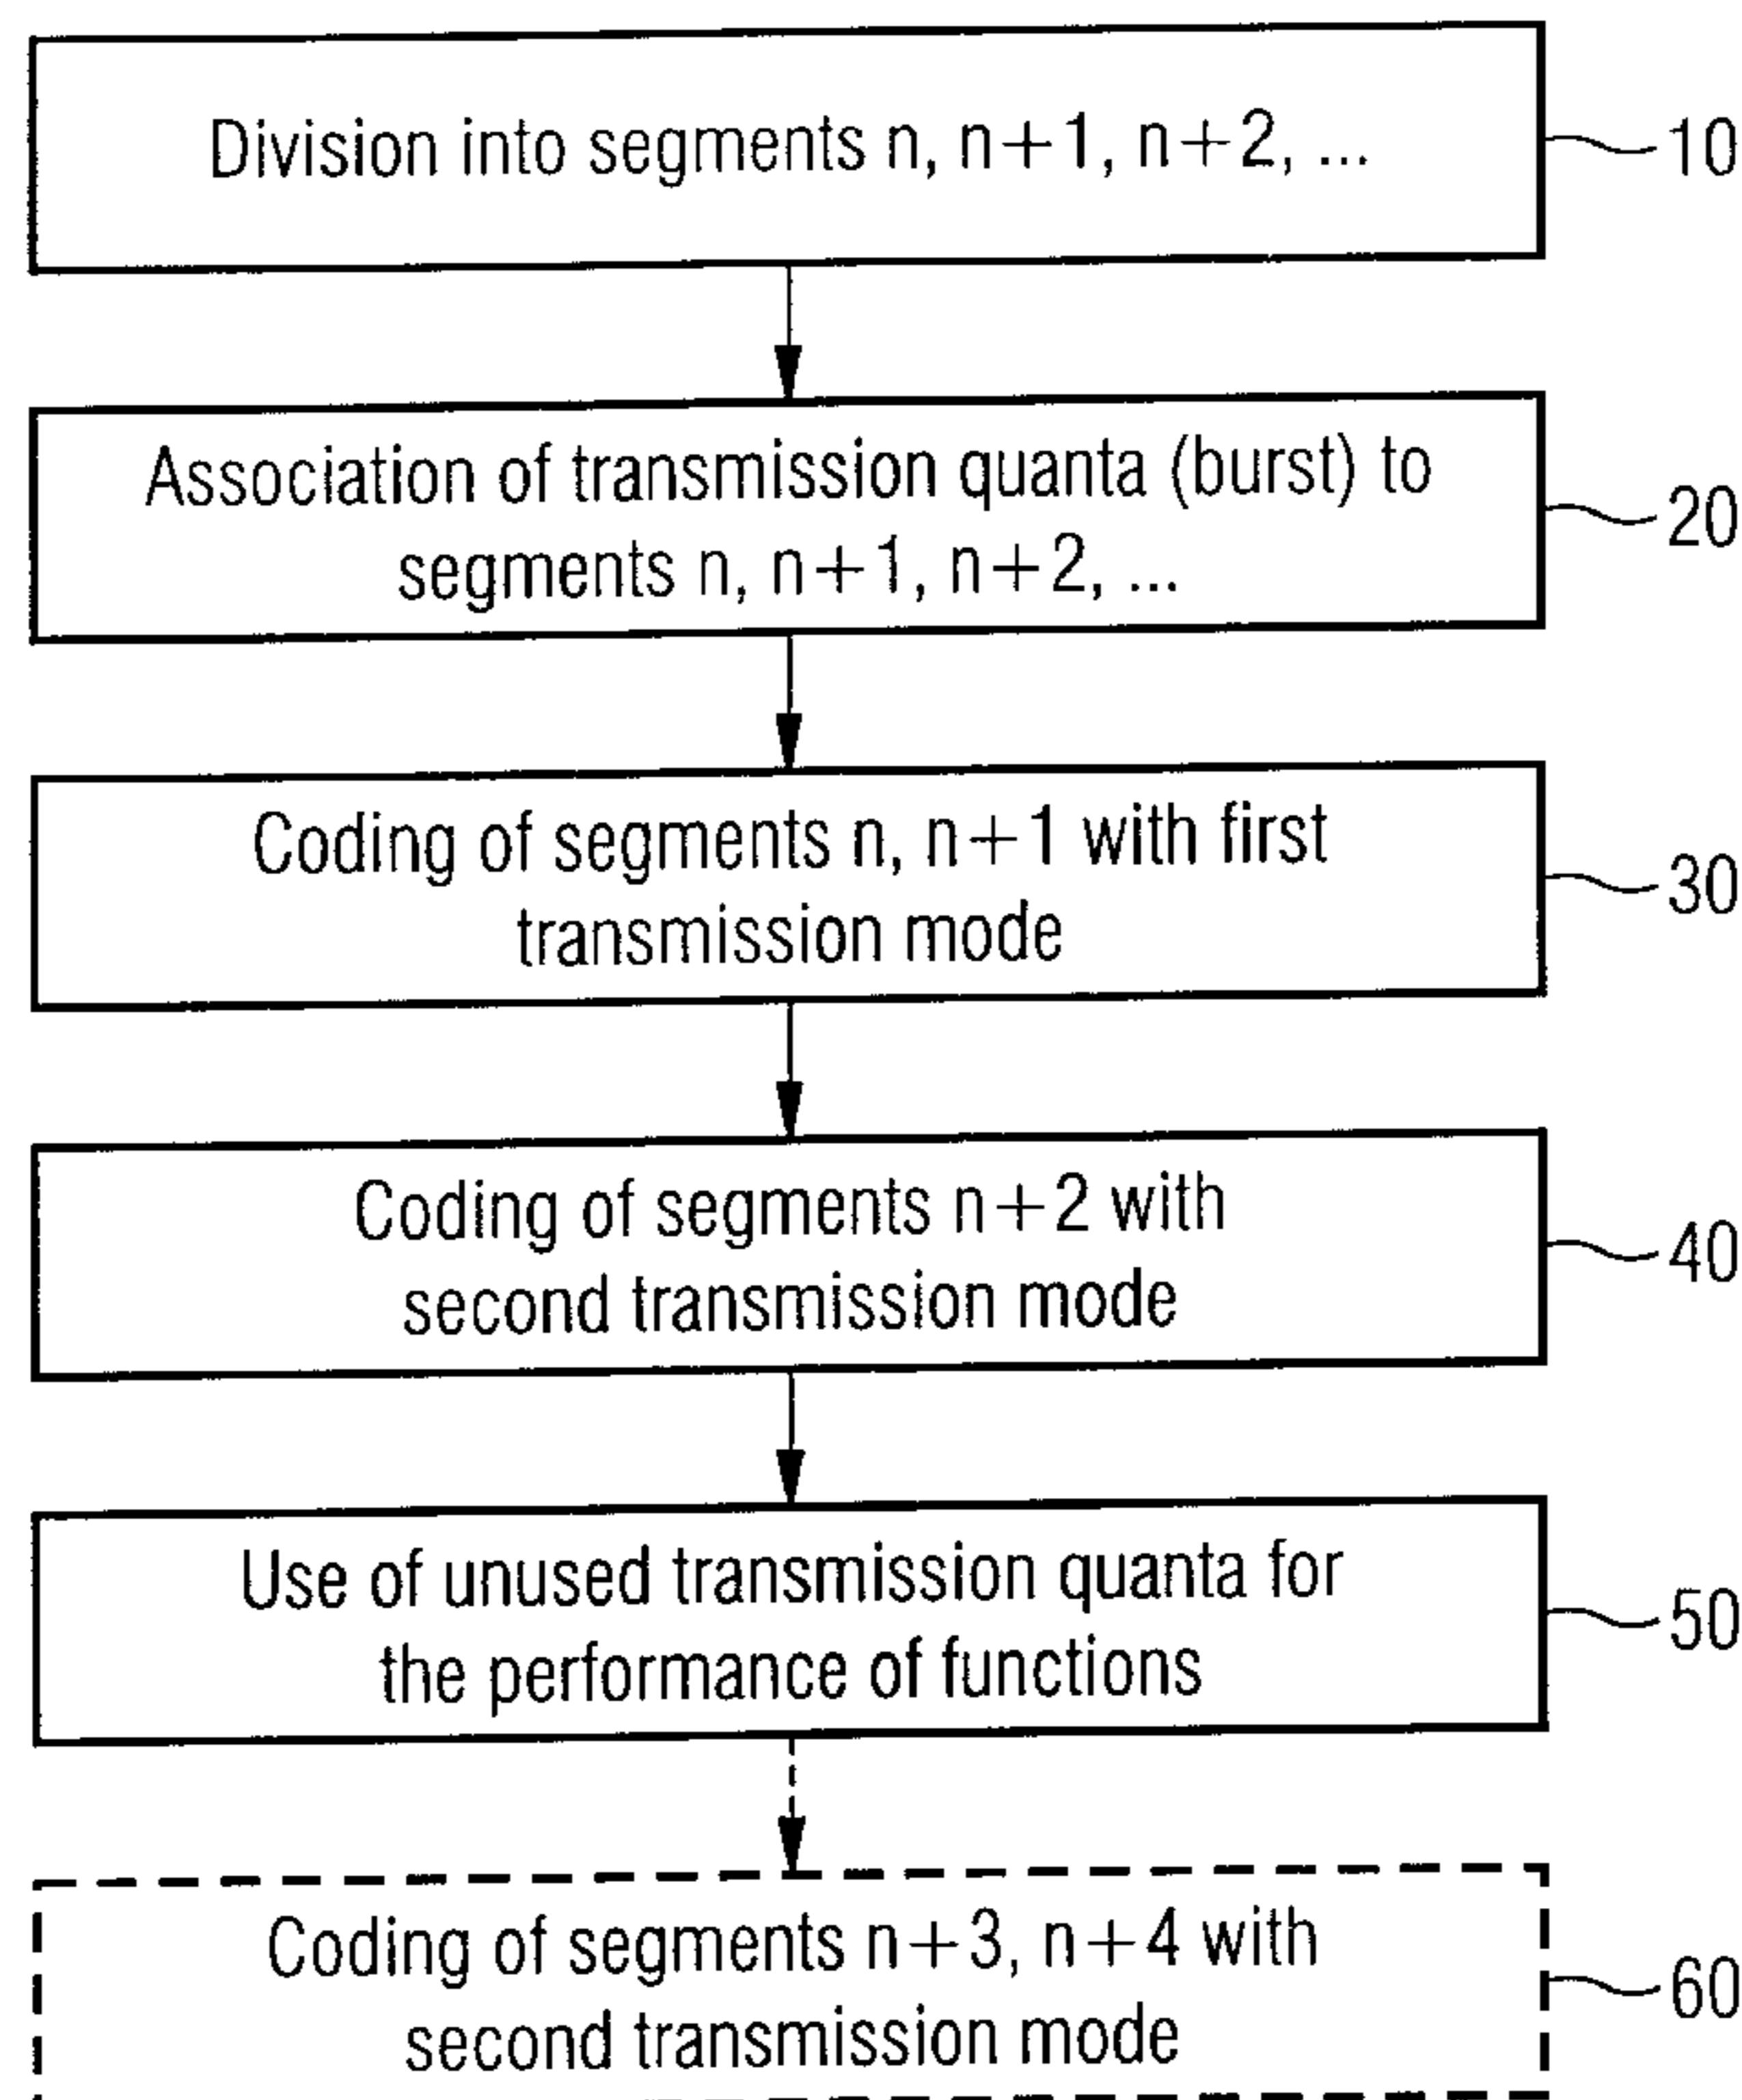 Division into segments n, n+1, n+2, ...
10
Association of transmission quanta (burst) to
segments n, n+1, n+2, ...
20
Coding of segments n, n+1 with first
transmission mode
30
Coding of segments n+2 with
second transmission mode
40
Use of unused transmission quanta for
the performance of functions
50
Coding of segments n+3, n+4 with
second transmission mode
60